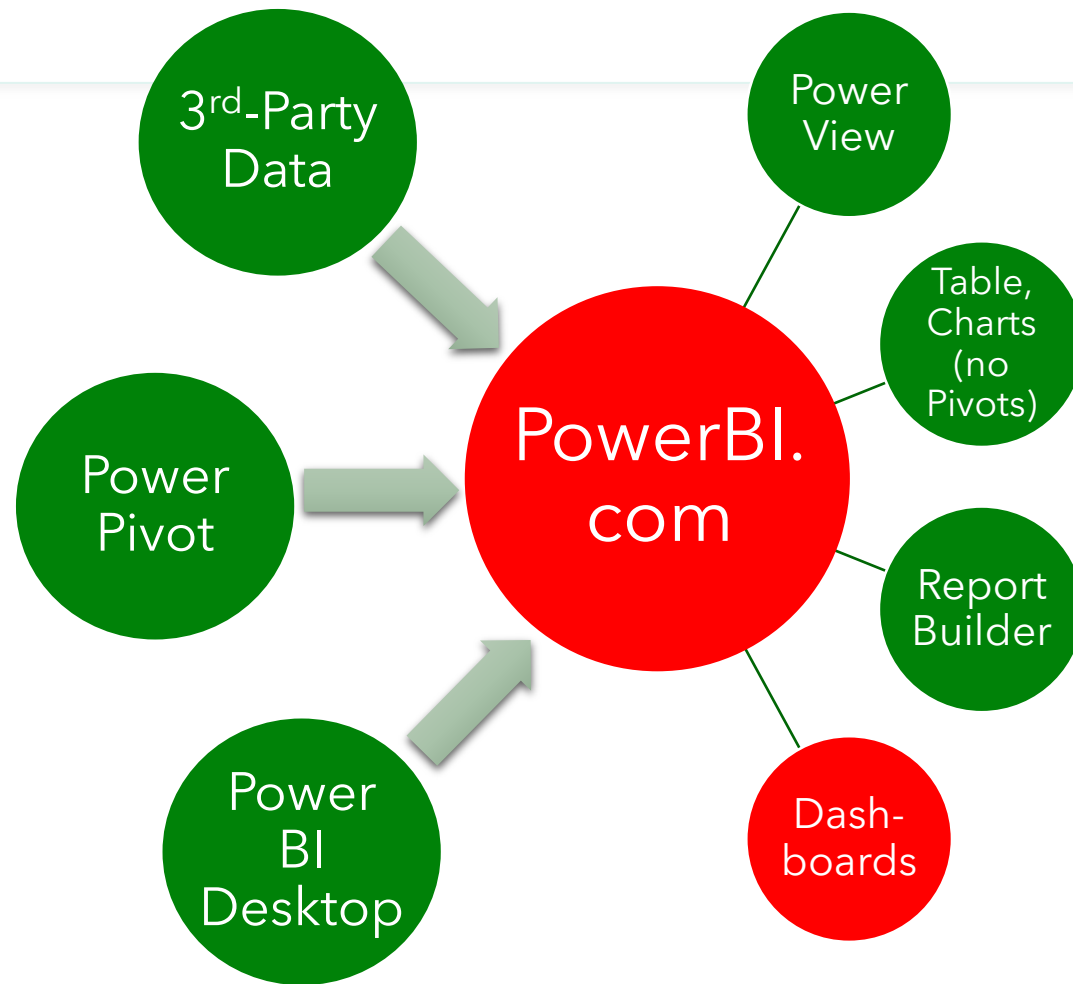 3rd-Party
Data
Power
Pivot
Power
BI
Desktop
PowerBI.
com
Power
View
Table,
Charts
(no
Pivots)
Report
Builder
Dash-
boards